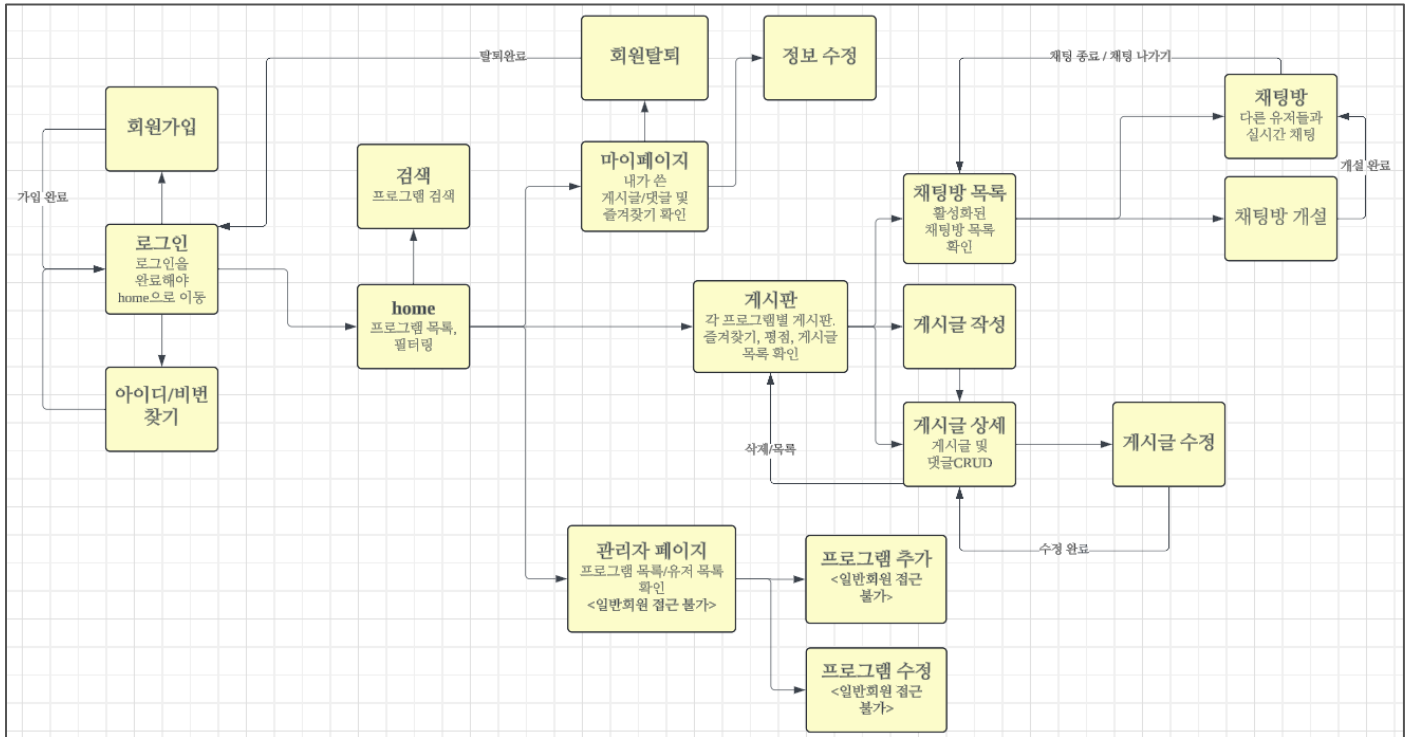 회원탈퇴
정보 수정
탈퇴완료
채팅 종료 / 채팅 나가기
회원가입
채팅방
다른 유저들과
실시간 채팅
검색
프로그램 검색
마이페이지
내가 쓴
게시글/댓글 및
즐겨찾기 확인
개설 완료
가입 완료
채팅방 목록
활성화된
채팅방 목록
확인
채팅방 개설
로그인
로그인을
완료해야
home으로 이동
home
프로그램 목록,
필터링
게시판
각 프로그램별 게시판.
즐겨찾기, 평점, 게시글
목록 확인
게시글 작성
아이디/비번
찾기
게시글 상세
게시글 및
댓글CRUD
게시글 수정
삭제/목록
수정 완료
관리자 페이지
프로그램 목록/유저 목록
확인
<일반회원 접근 불가>
프로그램 추가
<일반회원 접근
불가>
프로그램 수정
<일반회원 접근
불가>